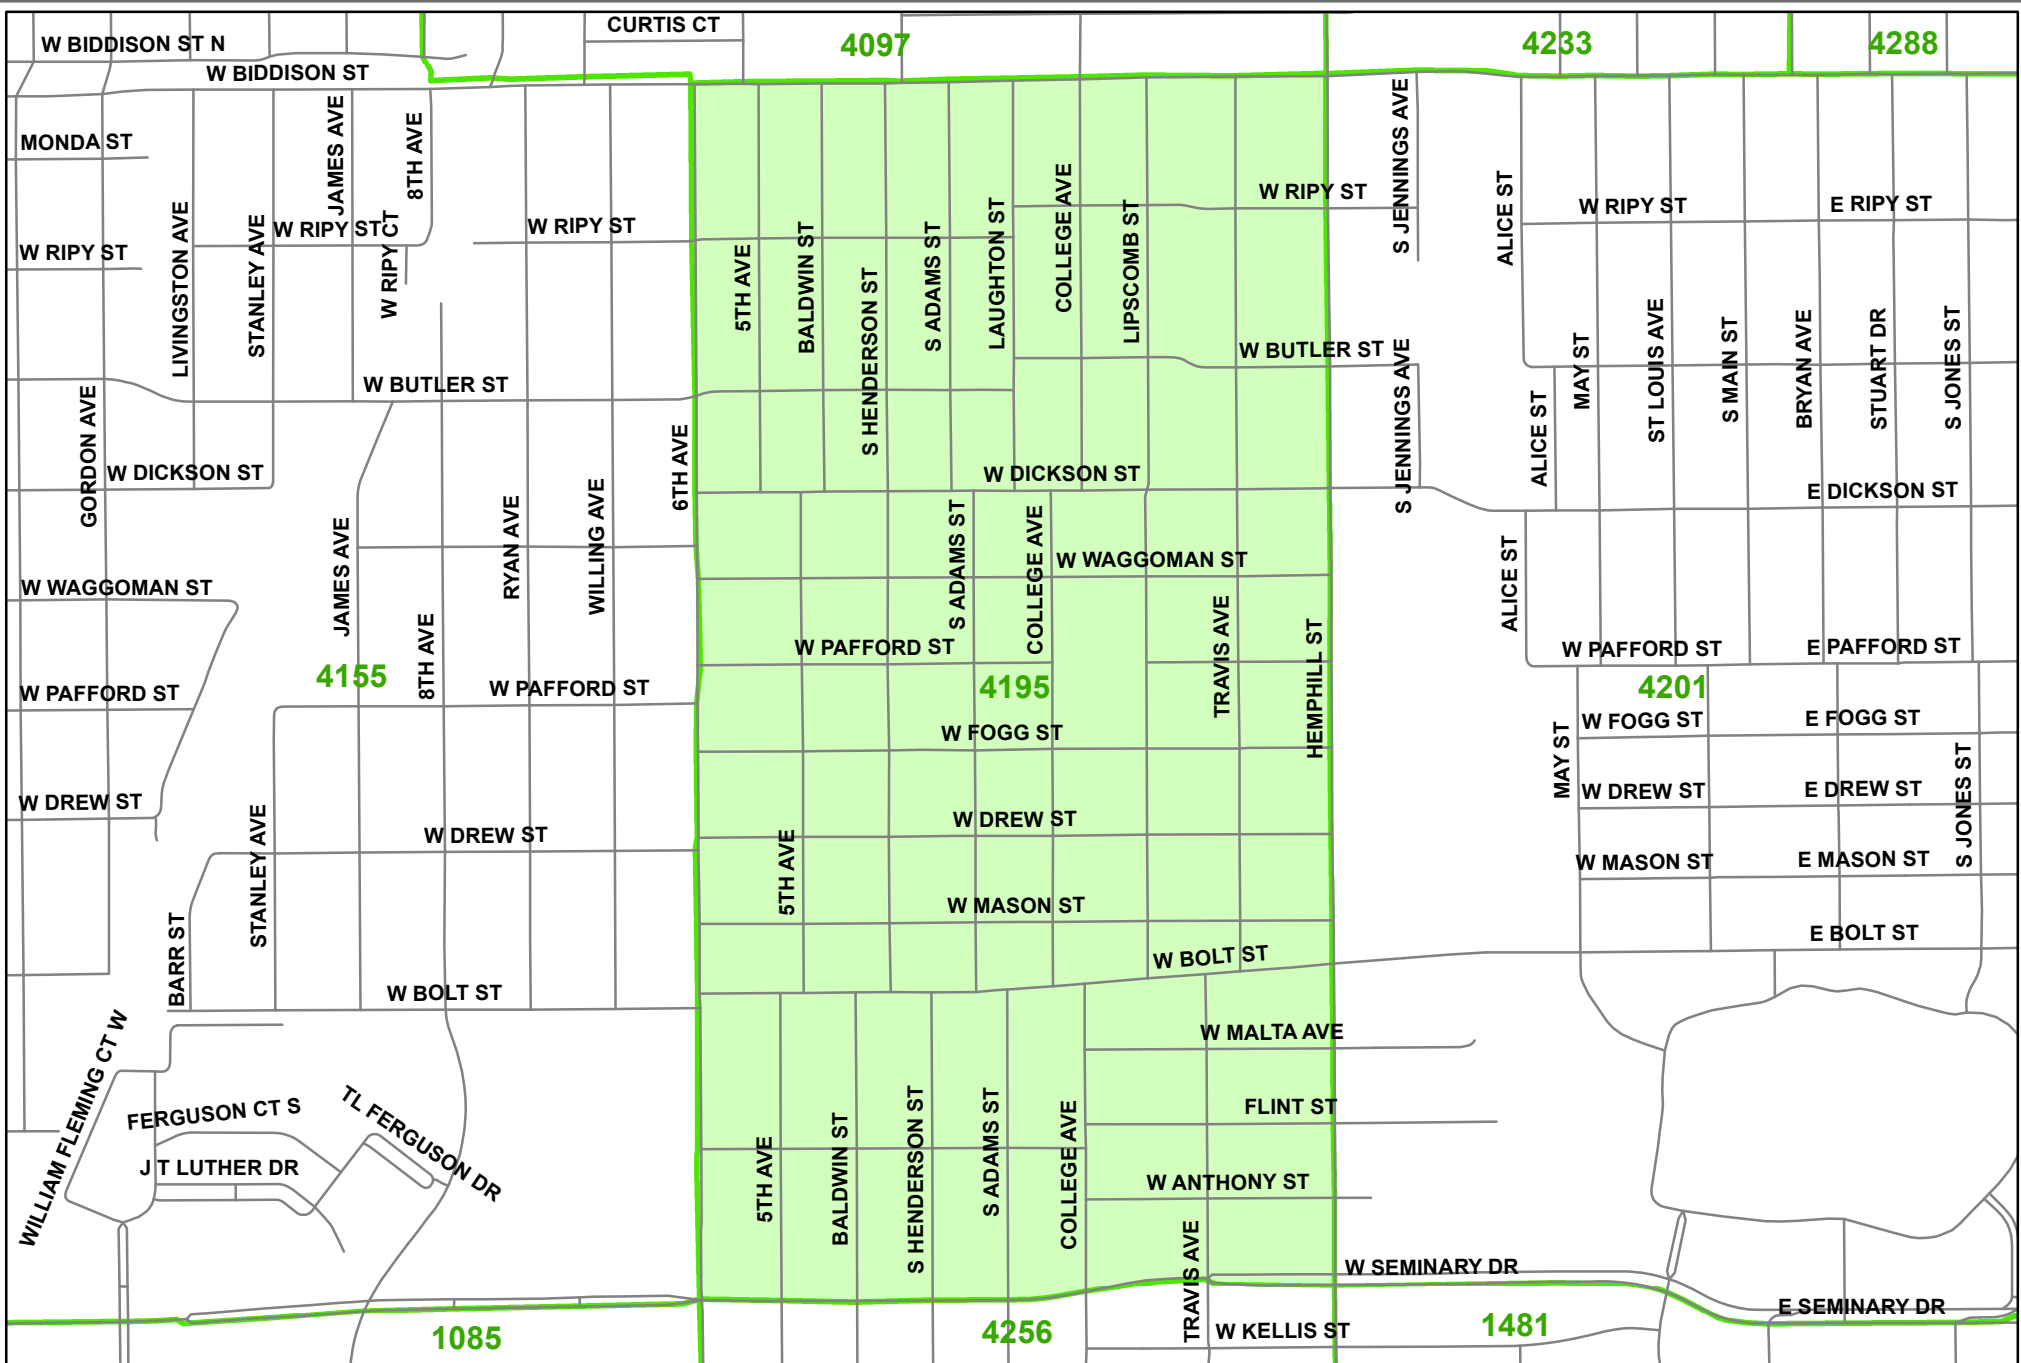 CURTIS CT
W BIDDISON ST N
4097
4233
4288
W BIDDISON ST
MONDA ST
JAMES AVE
8TH AVE
S JENNINGS AVE
LIVINGSTON AVE
STANLEY AVE
W RIPY ST
W RIPY CT
W RIPY ST
W RIPY ST
W RIPY ST
ALICE ST
W RIPY ST
E RIPY ST
5TH AVE
BALDWIN ST
S HENDERSON ST
S ADAMS ST
LAUGHTON ST
COLLEGE AVE
LIPSCOMB ST
W BUTLER ST
W BUTLER ST
S JENNINGS AVE
MAY ST
ST LOUIS AVE
S MAIN ST
BRYAN AVE
STUART DR
S JONES ST
GORDON AVE
W DICKSON ST
6TH AVE
W DICKSON ST
ALICE ST
E DICKSON ST
JAMES AVE
RYAN AVE
WILLING AVE
S ADAMS ST
COLLEGE AVE
W WAGGOMAN ST
W WAGGOMAN ST
ALICE ST
8TH AVE
TRAVIS AVE
HEMPHILL ST
W PAFFORD ST
W PAFFORD ST
E PAFFORD ST
4155
4195
4201
W PAFFORD ST
W PAFFORD ST
W FOGG ST
MAY ST
W FOGG ST
E FOGG ST
W DREW ST
STANLEY AVE
W DREW ST
W DREW ST
W DREW ST
E DREW ST
S JONES ST
5TH AVE
W MASON ST
W MASON ST
E MASON ST
BARR ST
W BOLT ST
W BOLT ST
E BOLT ST
WILLIAM FLEMING CT W
W MALTA AVE
FERGUSON CT S
TL FERGUSON DR
FLINT ST
J T LUTHER DR
5TH AVE
BALDWIN ST
S HENDERSON ST
S ADAMS ST
COLLEGE AVE
W ANTHONY ST
TRAVIS AVE
W SEMINARY DR
E SEMINARY DR
1085
4256
W KELLIS ST
1481